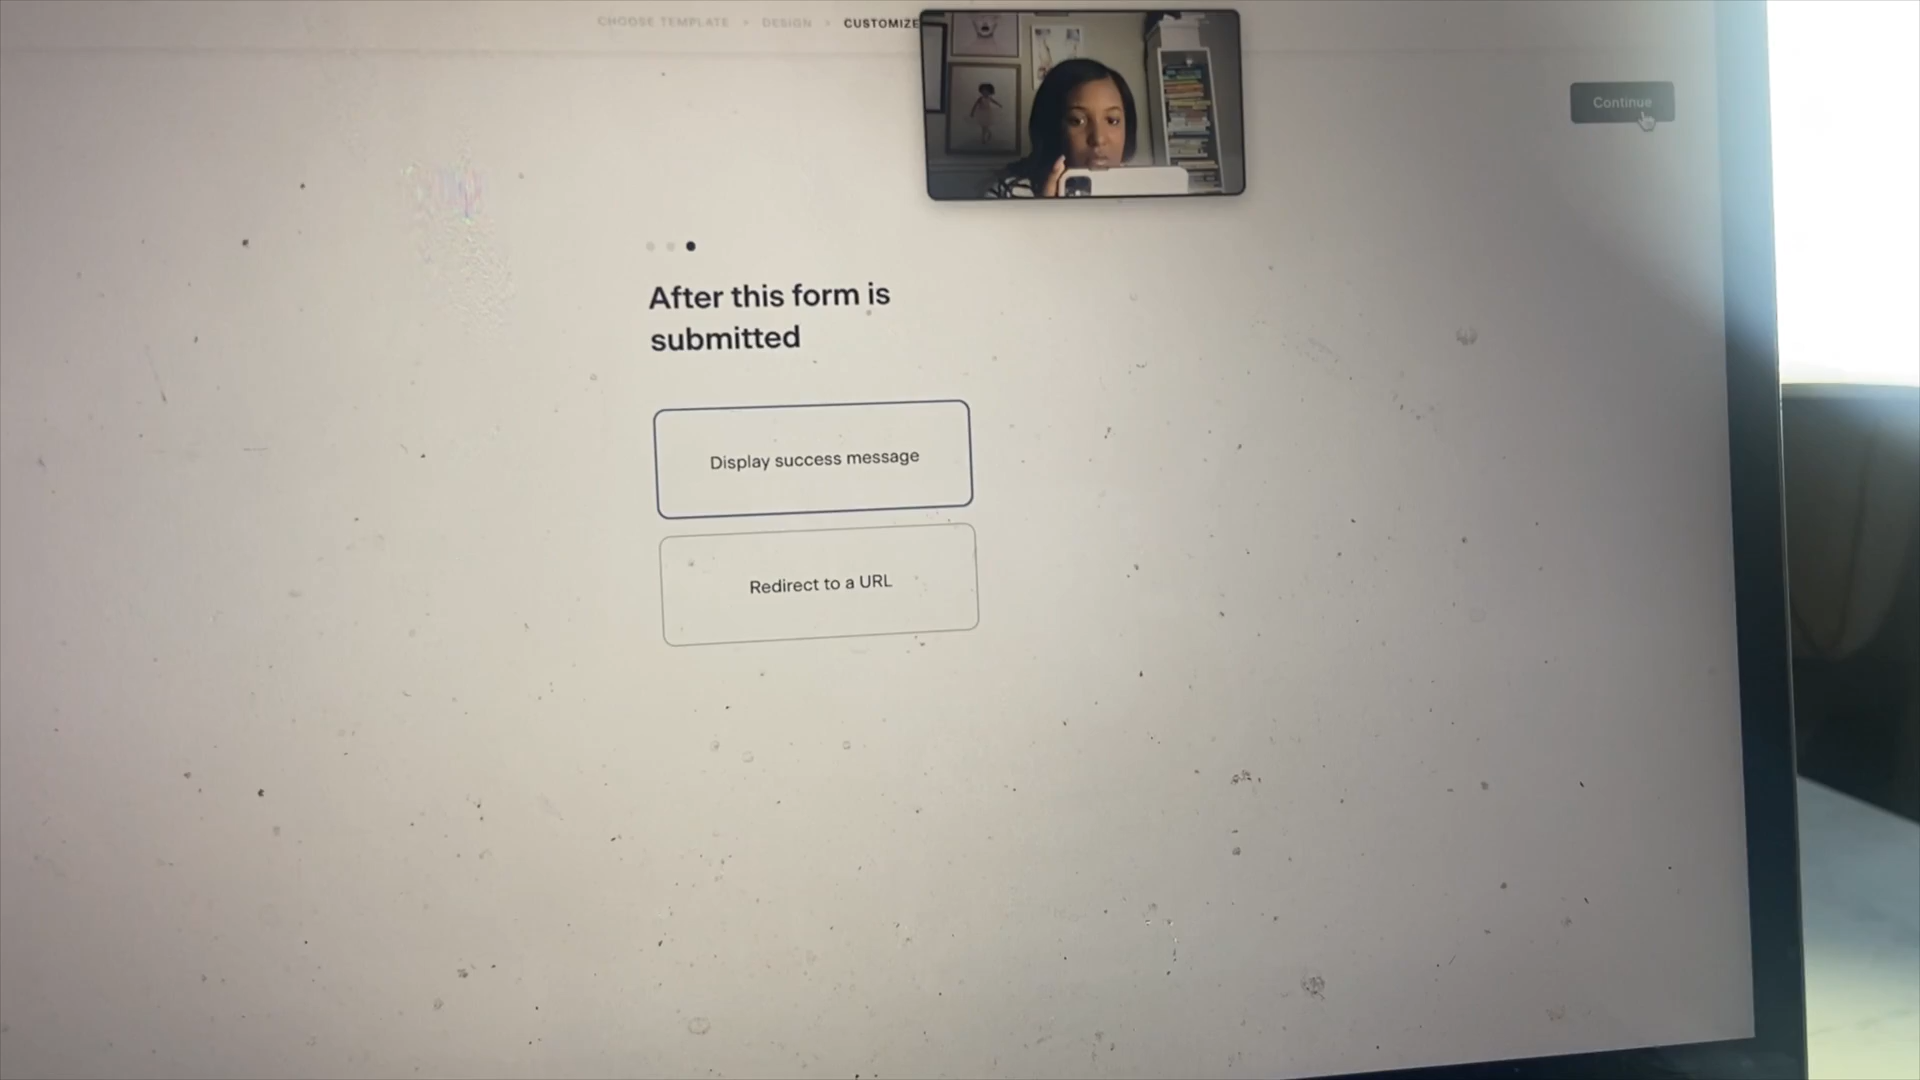 CHOOSE TEMPLATE > DESIGN > CUSTOMIZE
Continue
After this form is
submitted
Display success message
Redirect to a URL